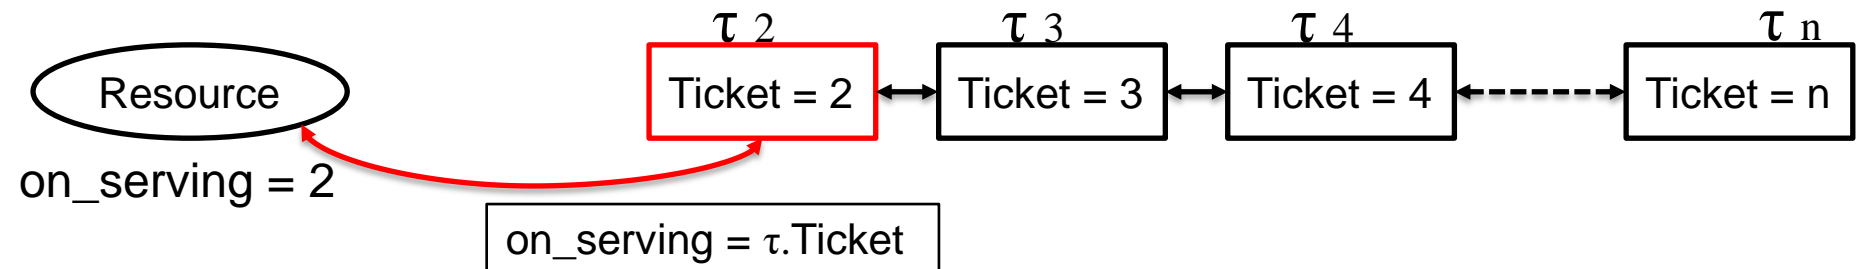 τ 2 τ 3 τ 4 τ n
Resource Ticket = 2 Ticket = 3 Ticket = 4 Ticket = n
on_serving = 2
on_serving = τ.Ticket